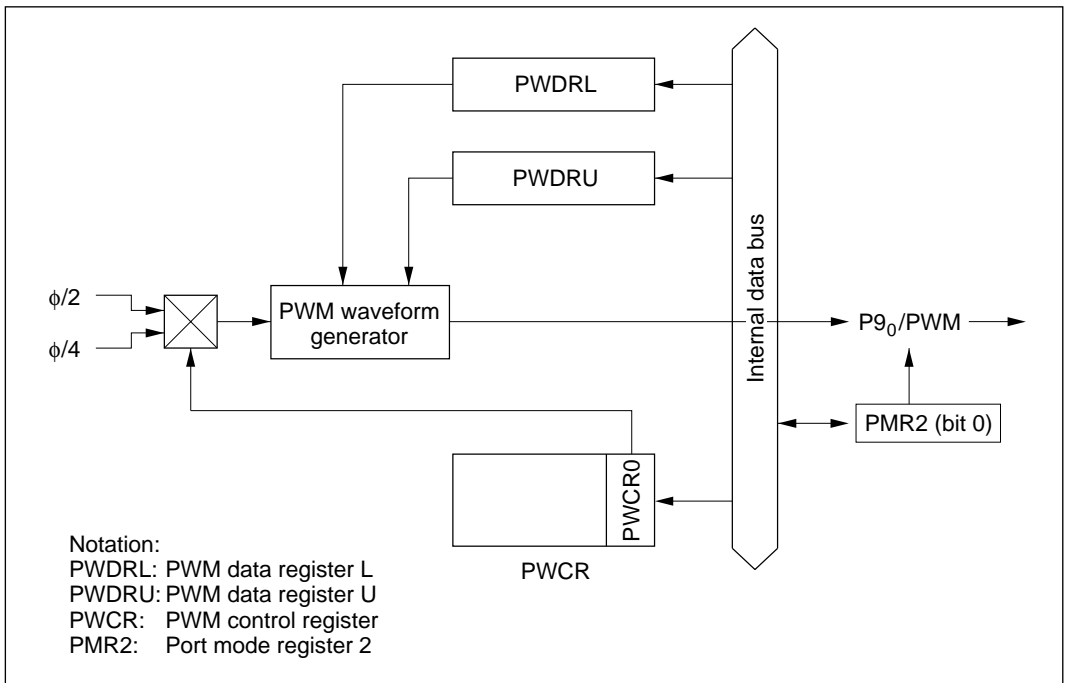 PWDRL
PWDRU
Internal data bus
ϕ/2
ϕ/4
PWM waveform
generator
P9₀/PWM
PMR2 (bit 0)
PWCR0
PWCR
Notation:
PWDRL: PWM data register L
PWDRU: PWM data register U
PWCR: PWM control register
PMR2: Port mode register 2